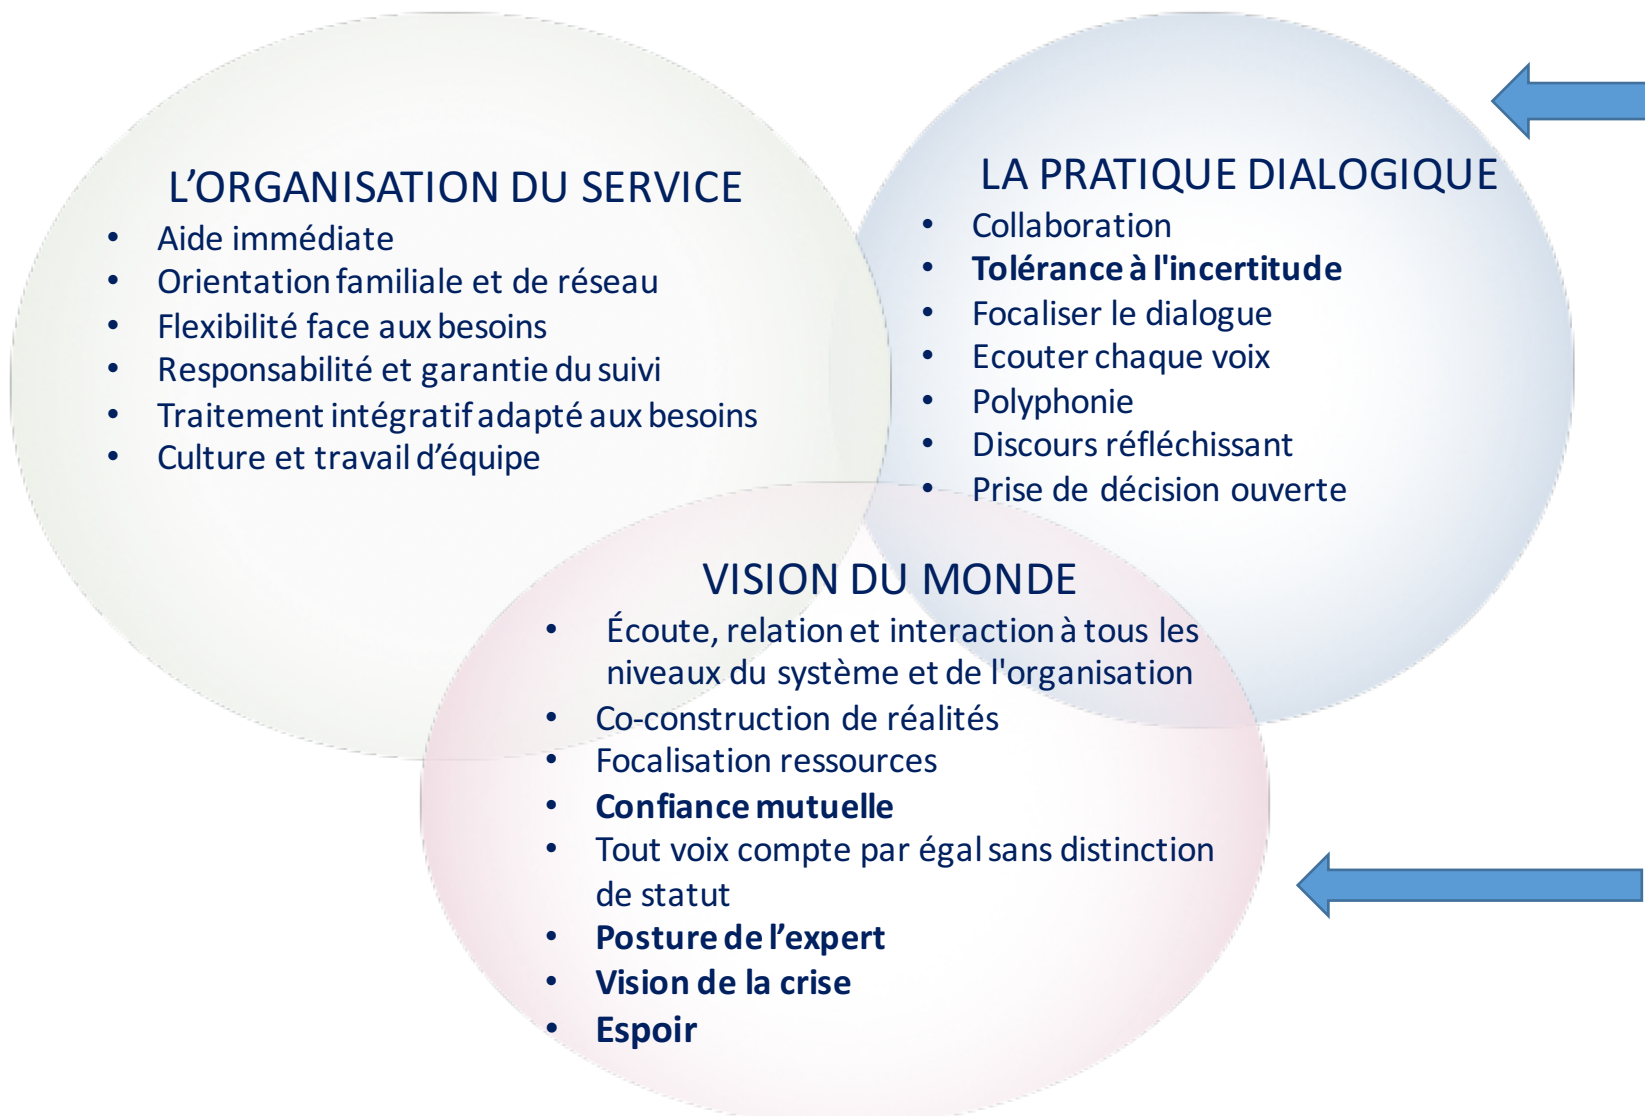 L’ORGANISATION DU SERVICE
• Aide immédiate
• Orientation familiale et de réseau
• Flexibilité face aux besoins
• Responsabilité et garantie du suivi
• Traitement intégratif adapté aux besoins
• Culture et travail d’équipe
LA PRATIQUE DIALOGIQUE
• Collaboration
• Tolérance à l'incertitude
• Focaliser le dialogue
• Ecouter chaque voix
• Polyphonie
• Discours réfléchissant
• Prise de décision ouverte
VISION DU MONDE
• Écoute, relation et interaction à tous les
niveaux du système et de l'organisation
• Co-construction de réalités
• Focalisation ressources
• Confiance mutuelle
• Tout voix compte par égal sans distinction
de statut
• Posture de l’expert
• Vision de la crise
• Espoir